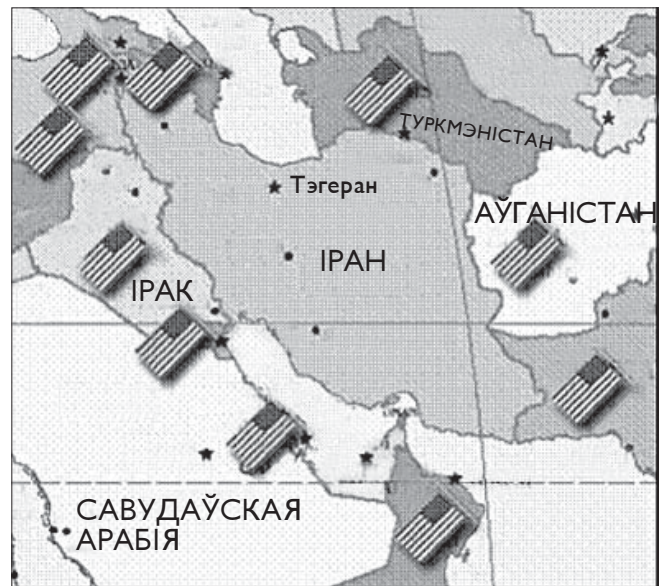 ТУРКМЭНІСТАН
Тэгеран
АЎГАНІСТАН
ІРАН
ІРАК
САВУДАЎСКАЯ
АРАБІЯ